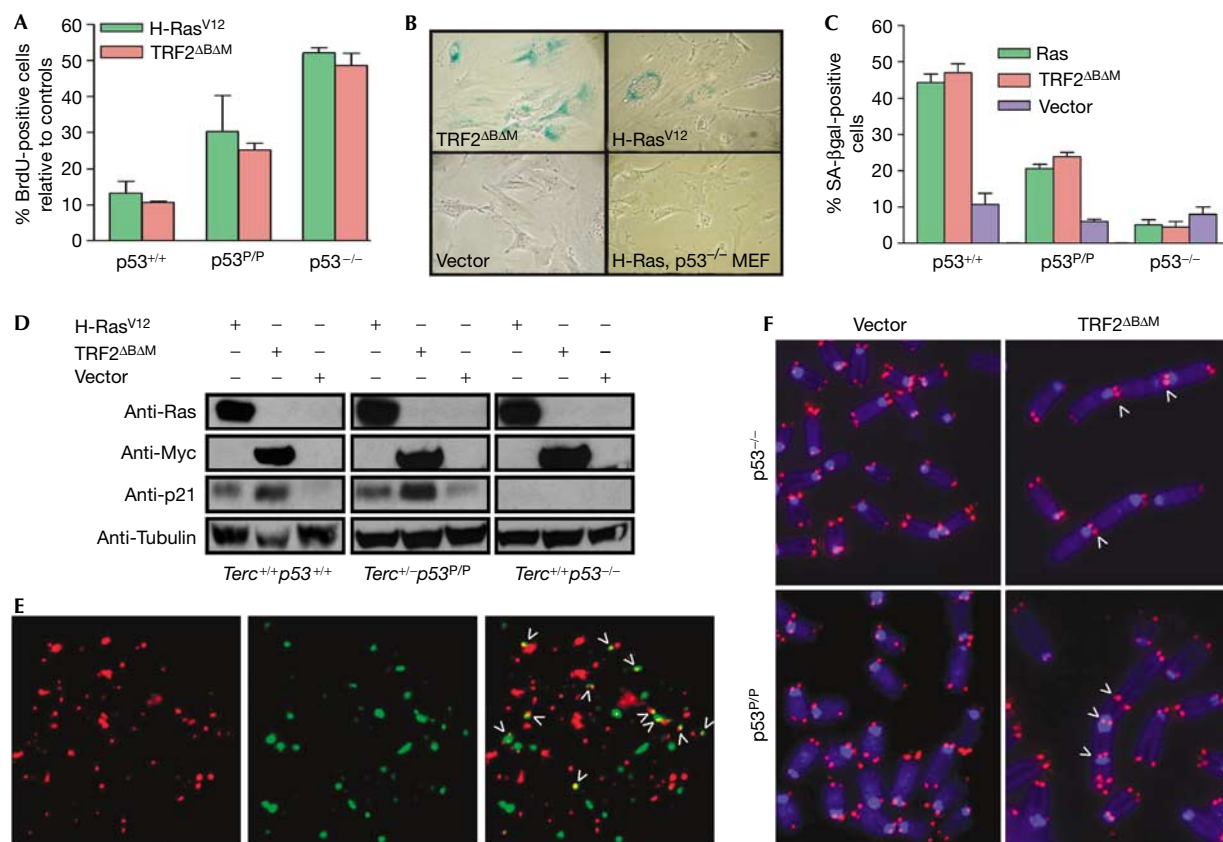 A
H-Ras^V12
TRF2^ΔBΔM
% BrdU-positive cells
relative to controls
60
50
40
30
20
10
0
p53^+/+
p53^P/P
p53^−/−
B
TRF2^ΔBΔM
H-Ras^V12
Vector
H-Ras, p53^−/− MEF
C
Ras
TRF2^ΔBΔM
Vector
% SA-βgal-positive
cells
60
50
40
30
20
10
0
p53^+/+
p53^P/P
p53^−/−
D
H-Ras^V12 + − − + − − + − −
TRF2^ΔBΔM − + − − + − − + −
Vector − − + − − + − − +
Anti-Ras
Anti-Myc
Anti-p21
Anti-Tubulin
Terc^+/+p53^+/+
Terc^+/−p53^P/P
Terc^+/+p53^−/−
E
F
Vector
TRF2^ΔBΔM
p53^−/−
p53^P/P